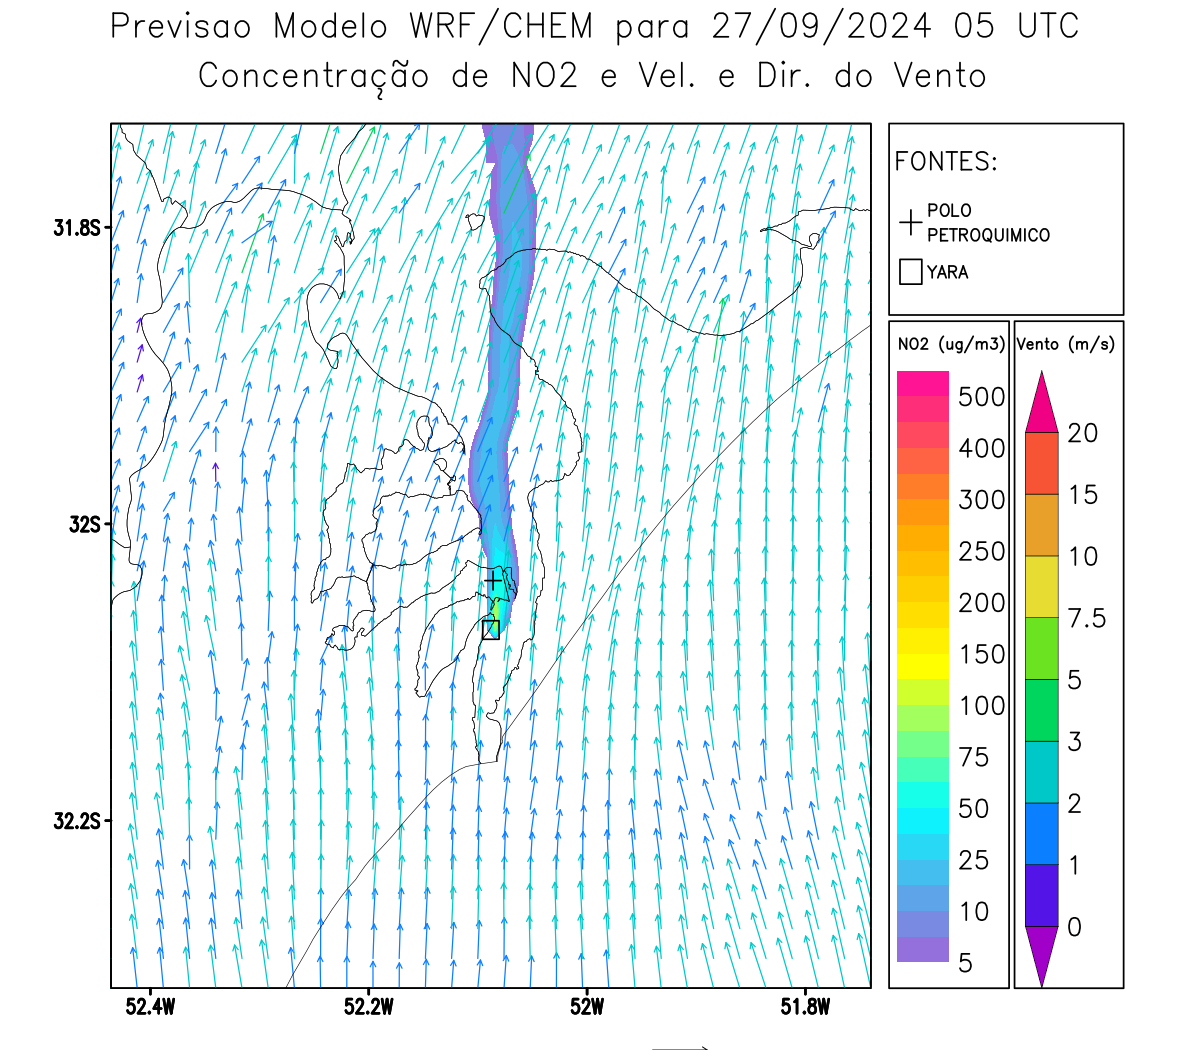 Previsao Modelo WRF/CHEM para 27/09/2024 05 UTC
Concentração de NO2 e Vel. e Dir. do Vento
FONTES:
POLO
PETROQUIMICO
YARA
NO2 (ug/m3)
500
400
300
250
200
150
100
75
50
25
10
5
Vento (m/s)
20
15
10
7.5
5
3
2
1
0
31.8S
32S
32.2S
52.4W
52.2W
52W
51.8W